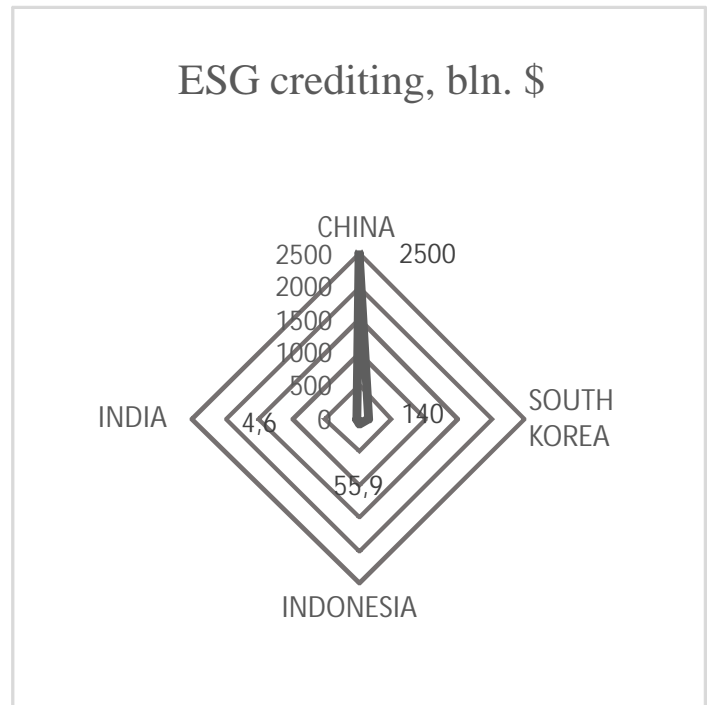 ESG crediting, bln. $
CHINA
2500
2500
2000
1500
1000
500
0
INDIA
4,6
140
SOUTH
KOREA
55,9
INDONESIA